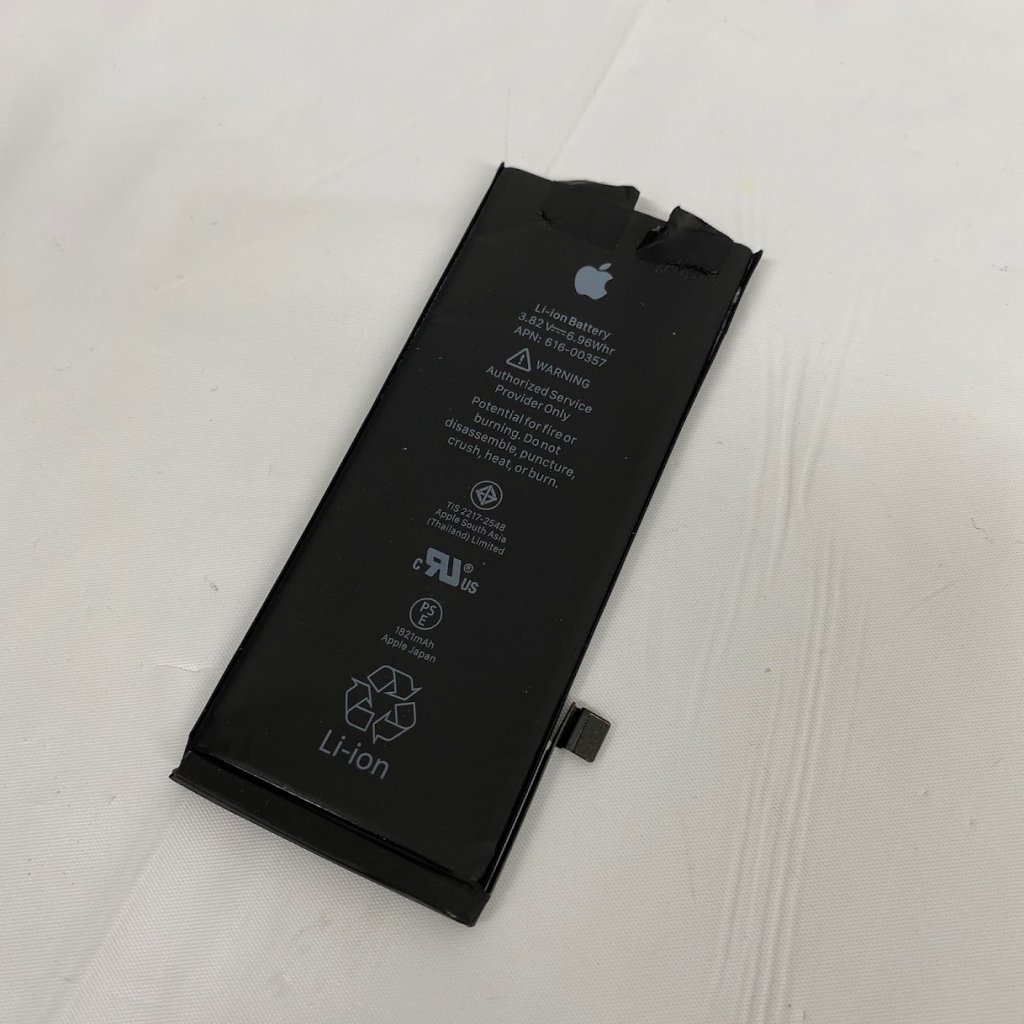 Li-ion Battery
3.82 V⎓6.96Whr
APN: 616-00357
WARNING
Authorized Service
Provider Only
Potential for fire or
burning. Do not
disassemble, puncture,
crush, heat, or burn.
TIS 2217-2548
Apple South Asia
(Thailand) Limited
c RU ® US
PS
E
1821mAh
Apple Japan
Li-ion